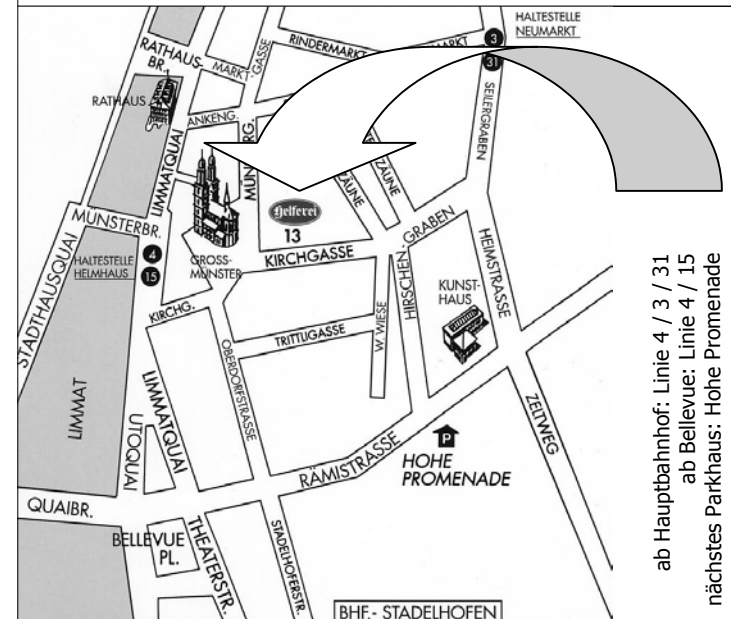 HALTESTELLE
NEUMARKT
3
31
RATHAUS-
BR.
MARKT-GASSE
RINDERMARKT
RATHAUS
SEILERGRABEN
ANKENG.
LIMMATQUAI
ZÄUNE
ZÄUNE
Helferei
13
MÜNSTERBR.
HALTESTELLE
HELMHAUS
4
15
GROSS-
MÜNSTER
KIRCHGASSE
HIRSCHEN-GRABEN
HEIMSTRASSE
KUNST-
HAUS
STADTHAUSQUAI
KIRCHG.
TRITTLIGASSE
W. WIESE
OBERDORFSTRASSE
LIMMAT
LIMMATQUAI
UTOQUAI
ZELTWEG
P
HOHE
PROMENADE
RÄMISTRASSE
QUAIBR.
BELLEVUE
PL.
THEATERSTR.
STADELHOFERSTR.
BHF.- STADELHOFEN
ab Hauptbahnhof: Linie 4 / 3 / 31
ab Bellevue: Linie 4 / 15
nächstes Parkhaus: Hohe Promenade